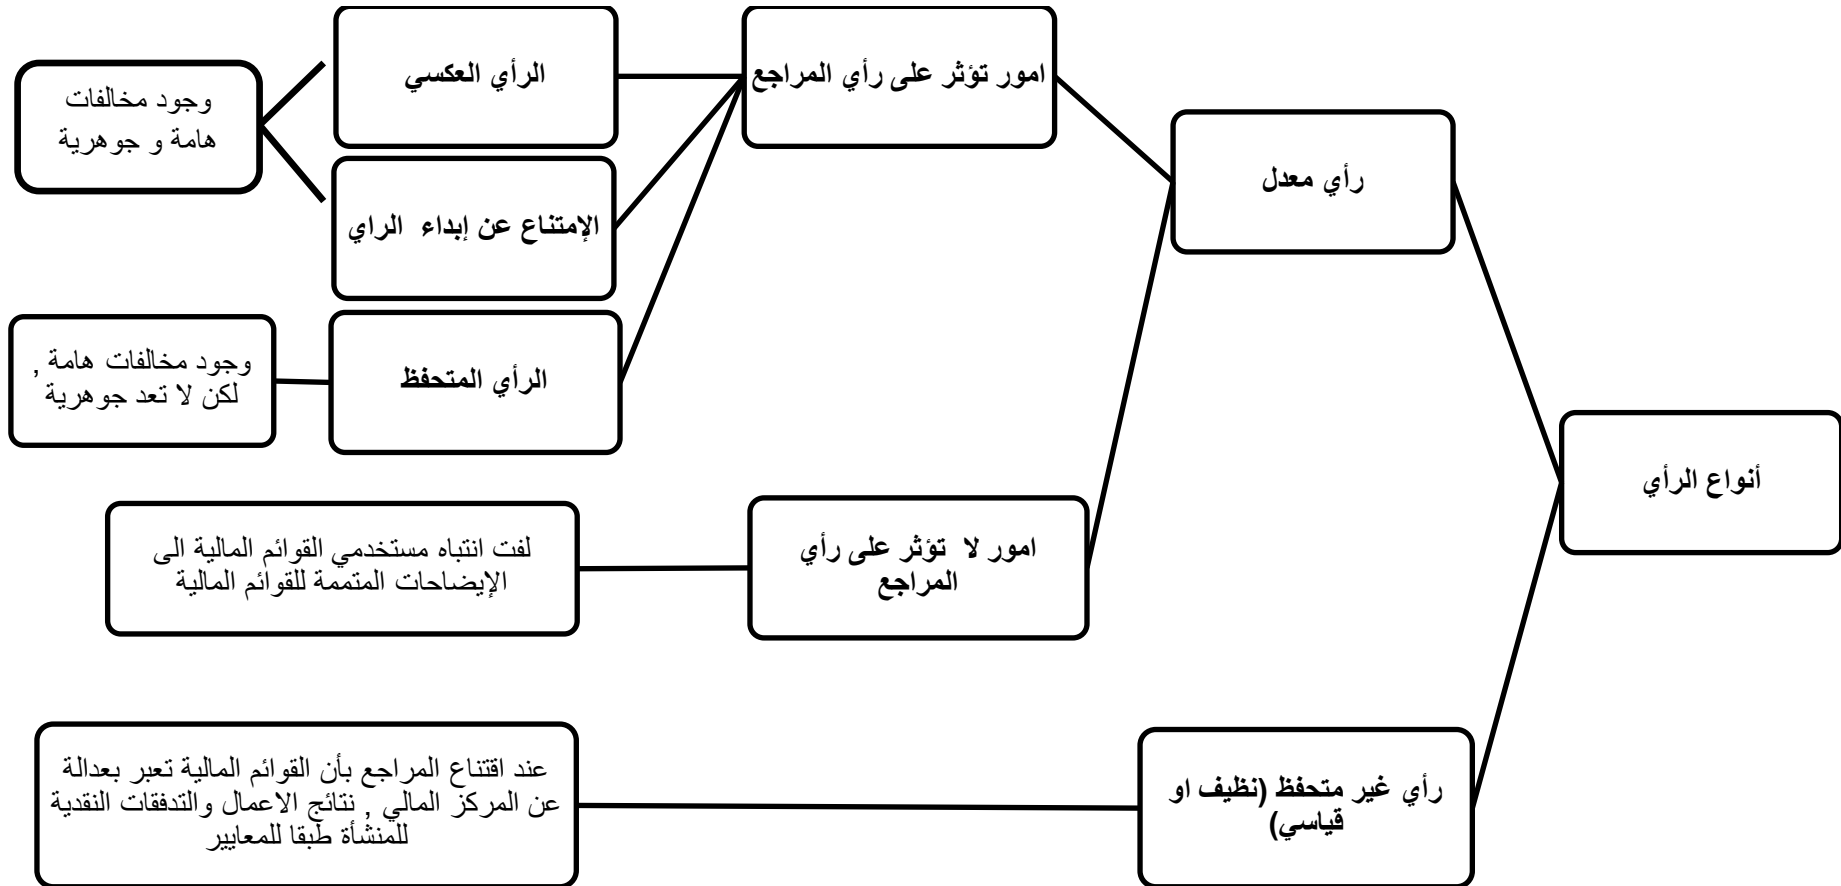 أنواع الرأي
رأي معدل
امور تؤثر على رأي المراجع
الرأي العكسي
الإمتناع عن إبداء الراي
وجود مخالفات
هامة و جوهرية
الرأي المتحفظ
وجود مخالفات هامة ,
لكن لا تعد جوهرية
امور لا تؤثر على رأي
المراجع
لفت انتباه مستخدمي القوائم المالية الى
الإيضاحات المتممة للقوائم المالية
رأي غير متحفظ (نظيف او
قياسي)
عند اقتناع المراجع بأن القوائم المالية تعبر بعدالة
عن المركز المالي , نتائج الاعمال والتدفقات النقدية
للمنشأة طبقا للمعايير